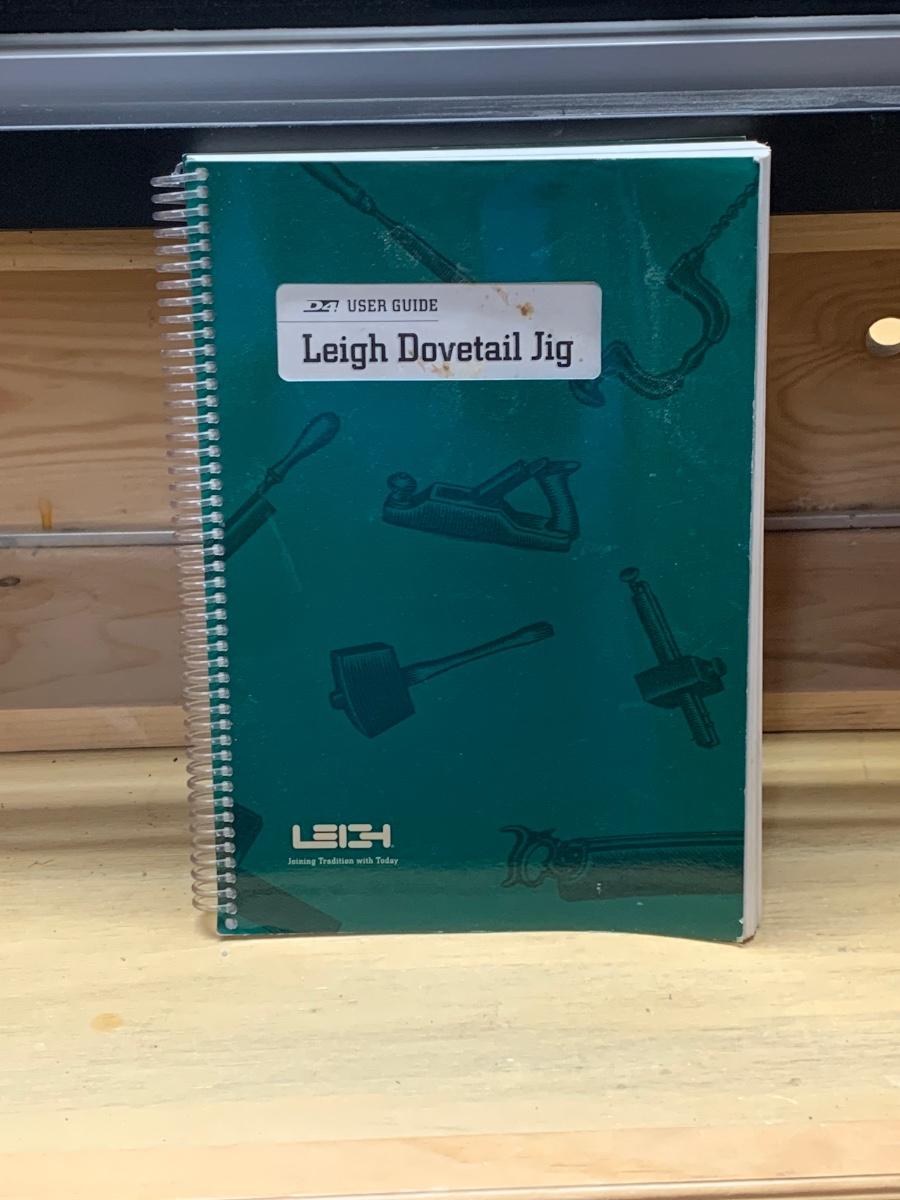 D4 USER GUIDE
Leigh Dovetail Jig
LEIGH
Joining Tradition with Today